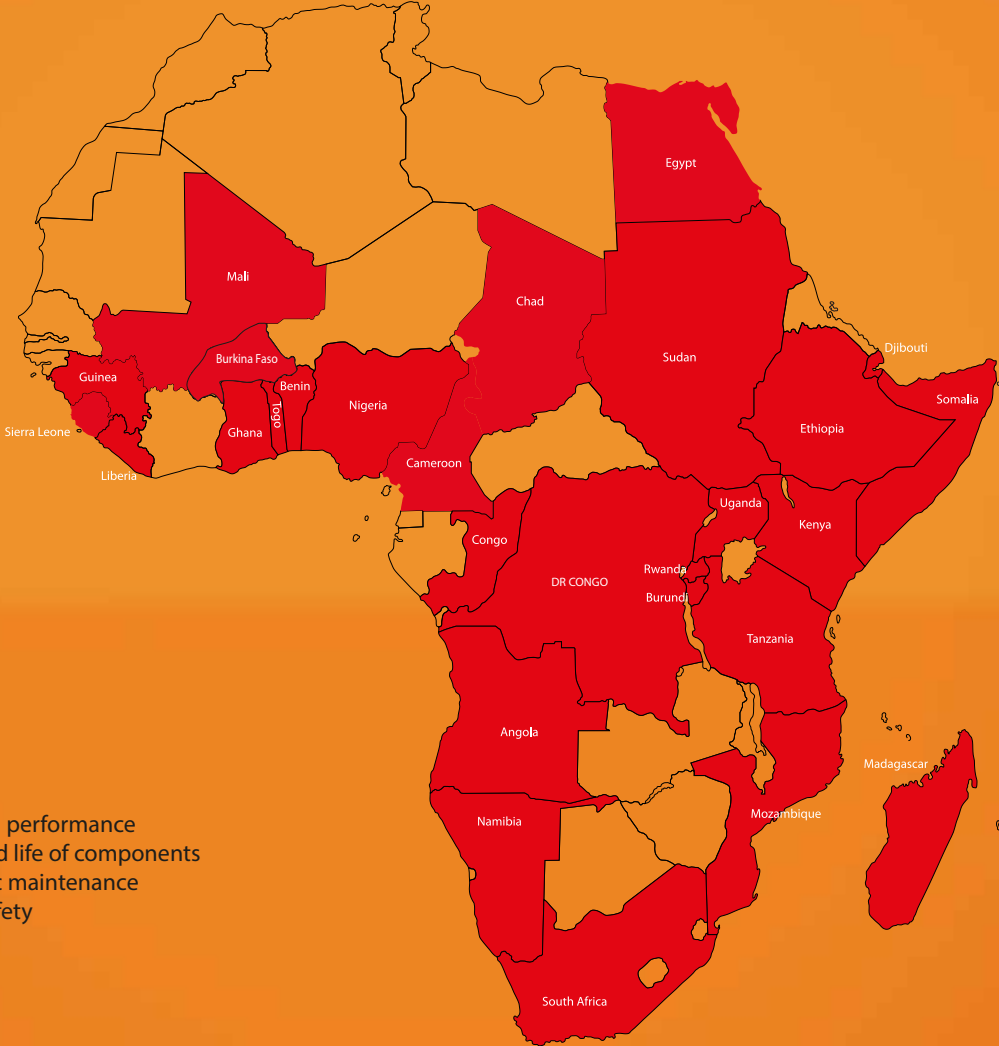 Egypt
Mali
Chad
Djibouti
Burkina Faso
Sudan
Guinea
Benin
Somalia
Nigeria
Togo
Sierra Leone
Ghana
Ethiopia
Cameroon
Liberia
Uganda
Kenya
Congo
Rwanda
DR CONGO
Burundi
Tanzania
Angola
Madagascar
Namibia
Mozambique
performance
life of components
maintenance
South Africa